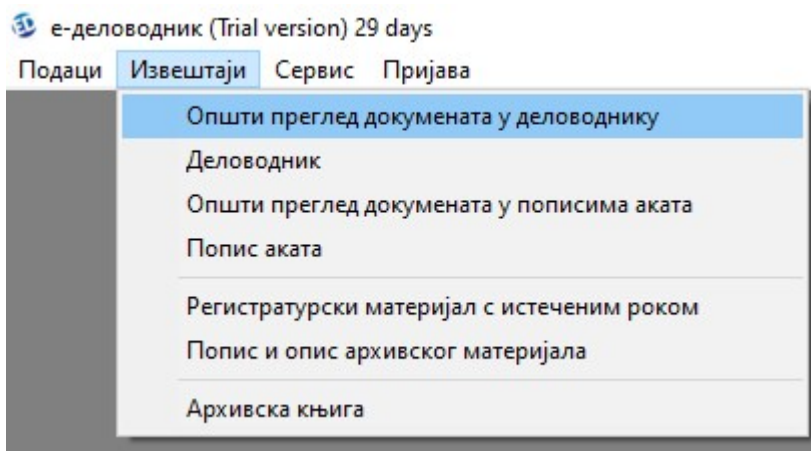 е-деловодник (Trial version) 29 days
Подаци Извештаји Сервис Пријава
Општи преглед докумената у деловоднику
Деловодник
Општи преглед докумената у пописима аката
Попис аката
Регистратурски материјал с истеченим роком
Попис и опис архивског материјала
Архивска књига